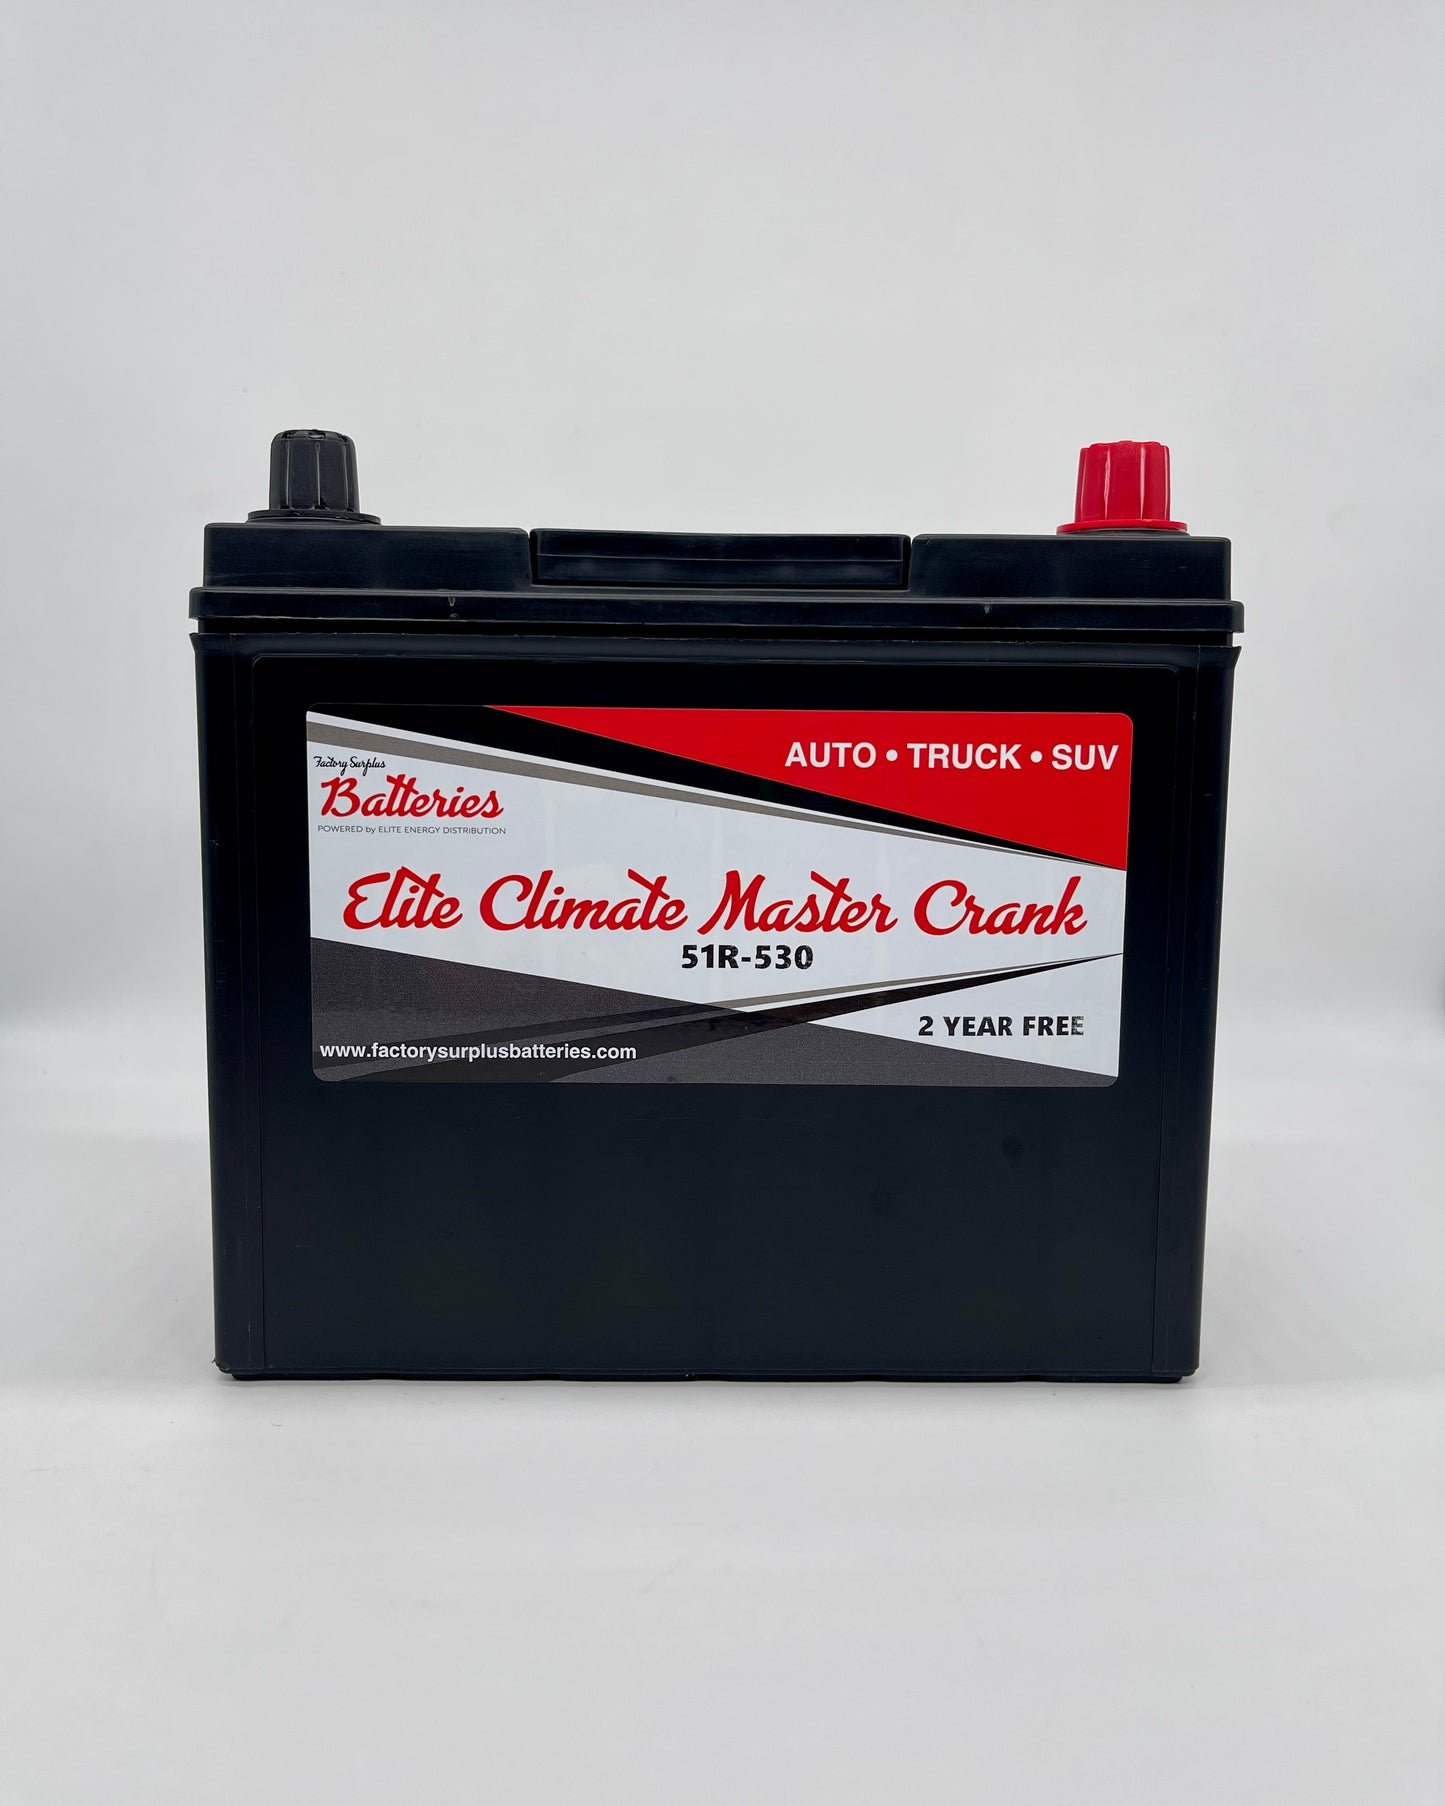 AUTO • TRUCK • SUV
Factory Surplus
Batteries
POWERED by ELITE ENERGY DISTRIBUTION
Elite Climate Master Crank
51R-530
2 YEAR FREE
www.factorysurplusbatteries.com